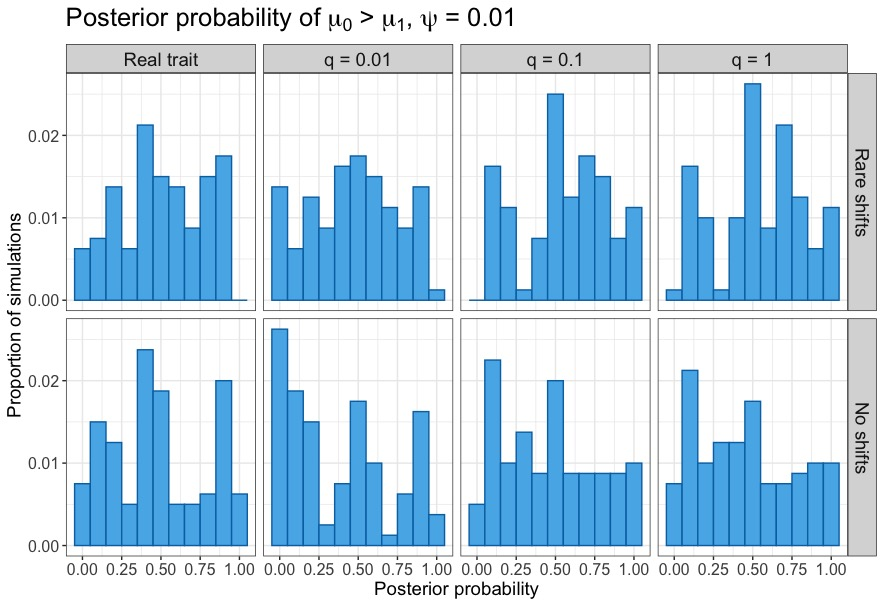 Posterior probability of μ₀ > μ₁, ψ = 0.01
Real trait
q = 0.01
q = 0.1
q = 1
Proportion of simulations
0.02
0.01
0.00
Rare shifts
0.02
0.01
0.00
No shifts
0.00 0.25 0.50 0.75 1.00
0.00 0.25 0.50 0.75 1.00
0.00 0.25 0.50 0.75 1.00
0.00 0.25 0.50 0.75 1.00
Posterior probability